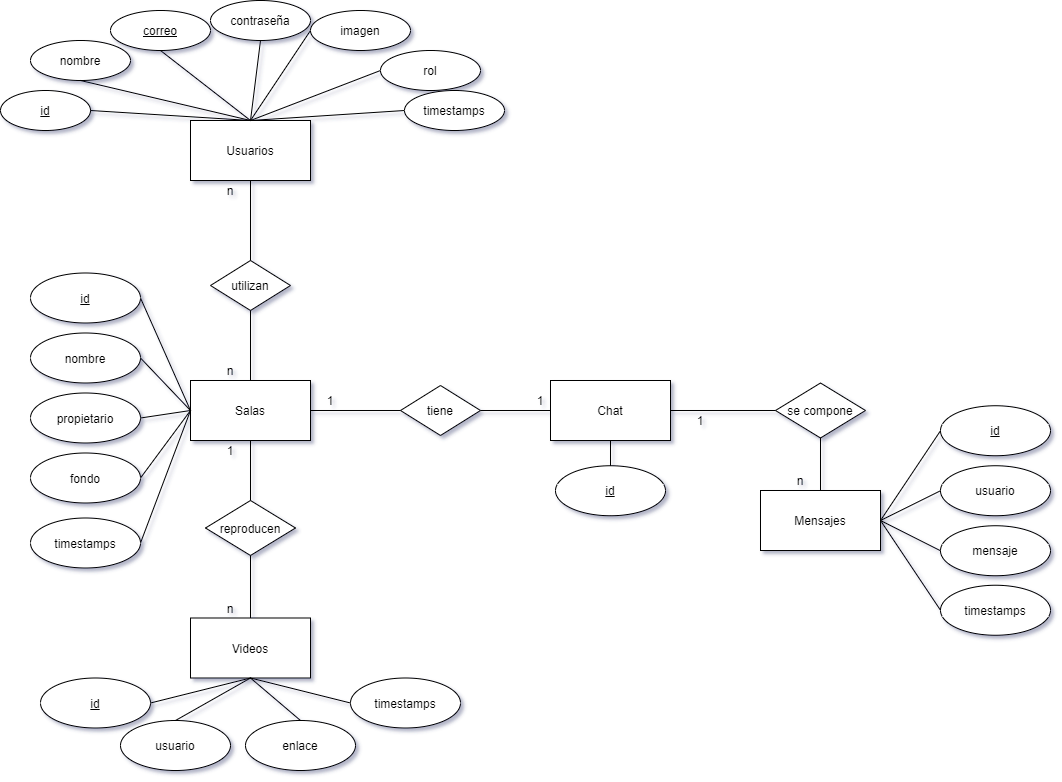 contraseña
correo
imagen
nombre
rol
id
timestamps
Usuarios
n
utilizan
id
nombre
n
propietario
Salas
1
tiene
1
Chat
1
se compone
1
fondo
id
n
id
usuario
Mensajes
mensaje
timestamps
timestamps
reproducen
n
Videos
id
timestamps
usuario
enlace